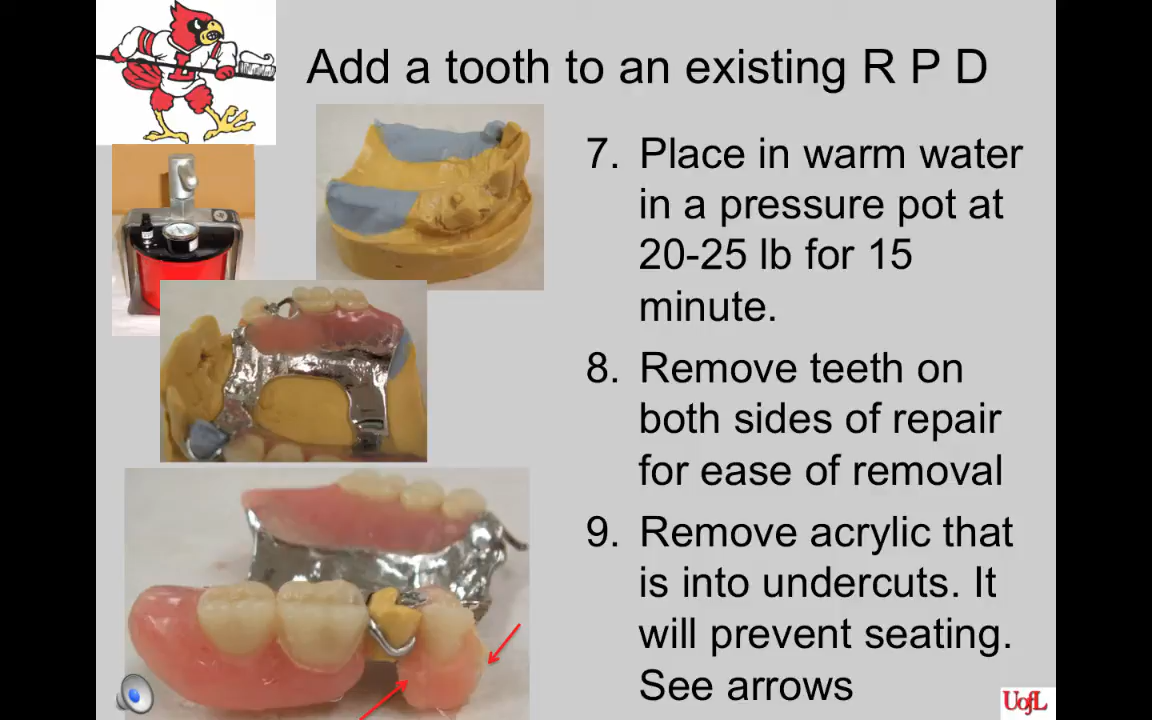 Add a tooth to an existing R P D
7. Place in warm water
in a pressure pot at
20-25 lb for 15
minute.
8. Remove teeth on
both sides of repair
for ease of removal
9. Remove acrylic that
is into undercuts. It
will prevent seating.
See arrows
UofL